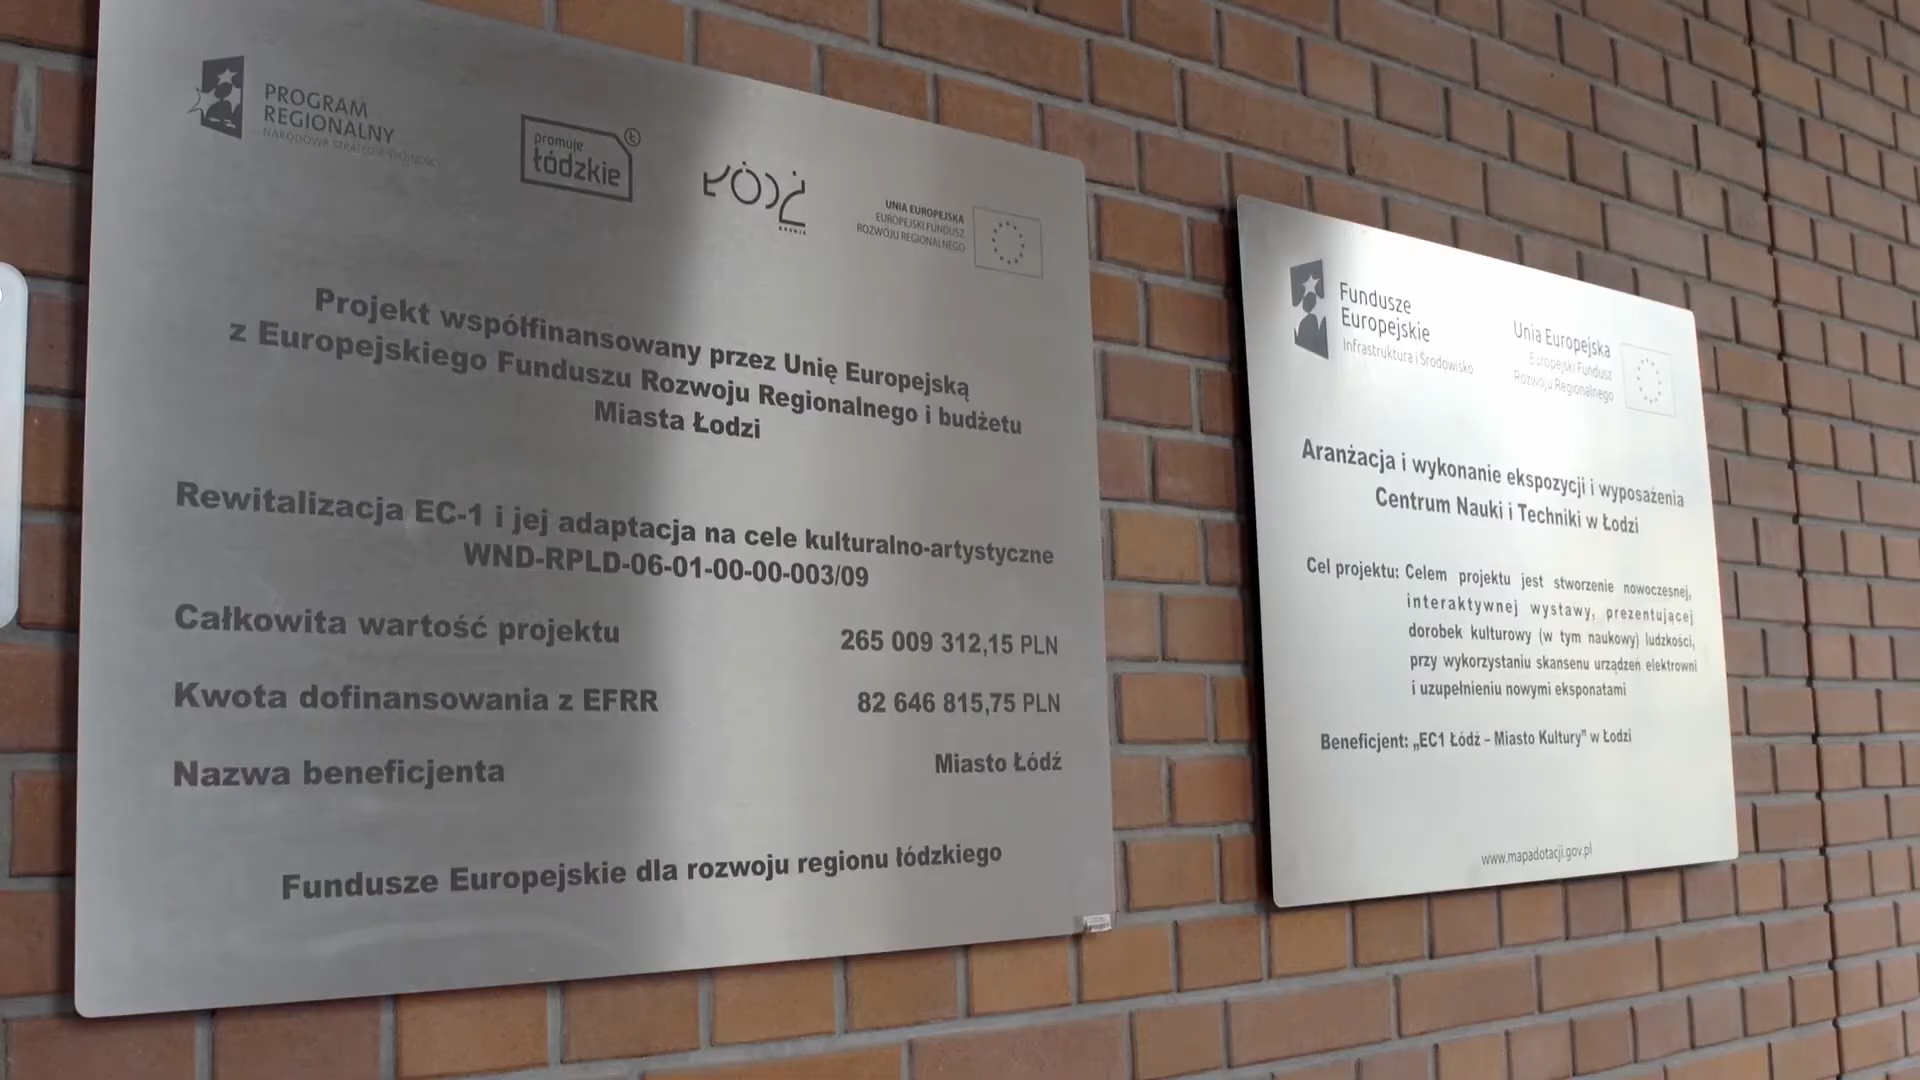 PROGRAM
REGIONALNY
NARODOWA STRATEGIA SPÓJNOŚCI
promuje
łódzkie
ŁÓDŹ
KREUJE
UNIA EUROPEJSKA
EUROPEJSKI FUNDUSZ
ROZWOJU REGIONALNEGO
Projekt współfinansowany przez Unię Europejską
z Europejskiego Funduszu Rozwoju Regionalnego i budżetu
Miasta Łodzi
Rewitalizacja EC-1 i jej adaptacja na cele kulturalno-artystyczne
WND-RPLD-06-01-00-00-003/09
Całkowita wartość projektu 265 009 312,15 PLN
Kwota dofinansowania z EFRR 82 646 815,75 PLN
Nazwa beneficjenta Miasto Łódź
Fundusze Europejskie dla rozwoju regionu łódzkiego
Fundusze
Europejskie
Infrastruktura i Środowisko
Unia Europejska
Europejski Fundusz
Rozwoju Regionalnego
Aranżacja i wykonanie ekspozycji i wyposażenia
Centrum Nauki i Techniki w Łodzi
Cel projektu: Celem projektu jest stworzenie nowoczesnej,
interaktywnej wystawy, prezentującej
dorobek kulturowy (w tym naukowy) ludzkości,
przy wykorzystaniu skansenu urządzeń elektrowni
i uzupełnieniu nowymi eksponatami
Beneficjent: „EC1 Łódź – Miasto Kultury" w Łodzi
www.mapadotacji.gov.pl